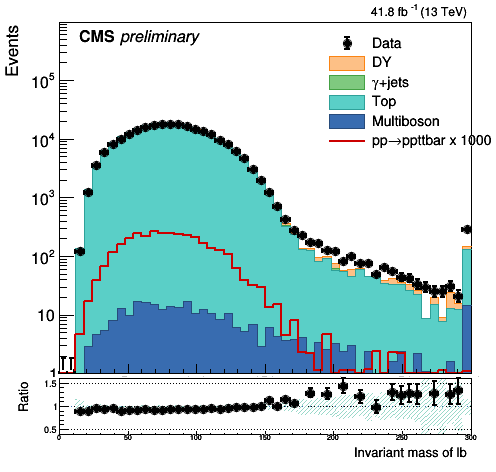 41.8 fb⁻¹ (13 TeV)
CMS preliminary
Events
Data
DY
γ+jets
Top
Multiboson
pp→ppttbar x 1000
10⁵
10⁴
10³
10²
10
1
Ratio
1.5
1
0.5
0 50 100 150 200 250 300
Invariant mass of lb